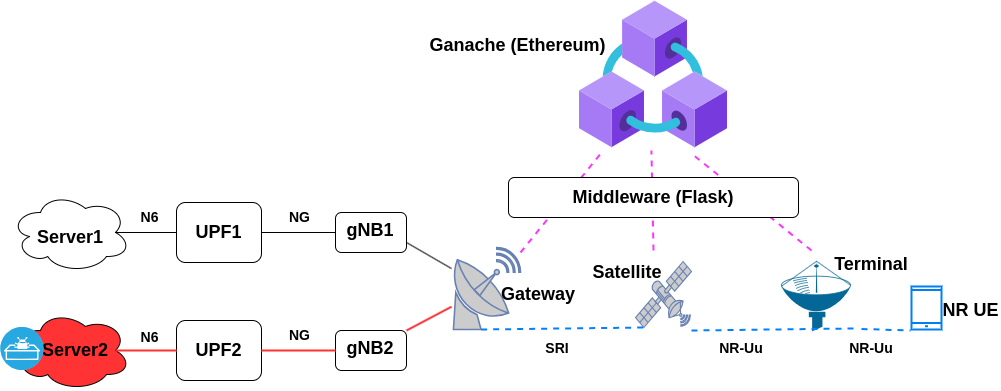 Ganache (Ethereum)
Middleware (Flask)
N6
NG
Server1
UPF1
gNB1
Satellite
Terminal
Gateway
NR UE
N6
NG
Server2
UPF2
gNB2
SRI
NR-Uu
NR-Uu